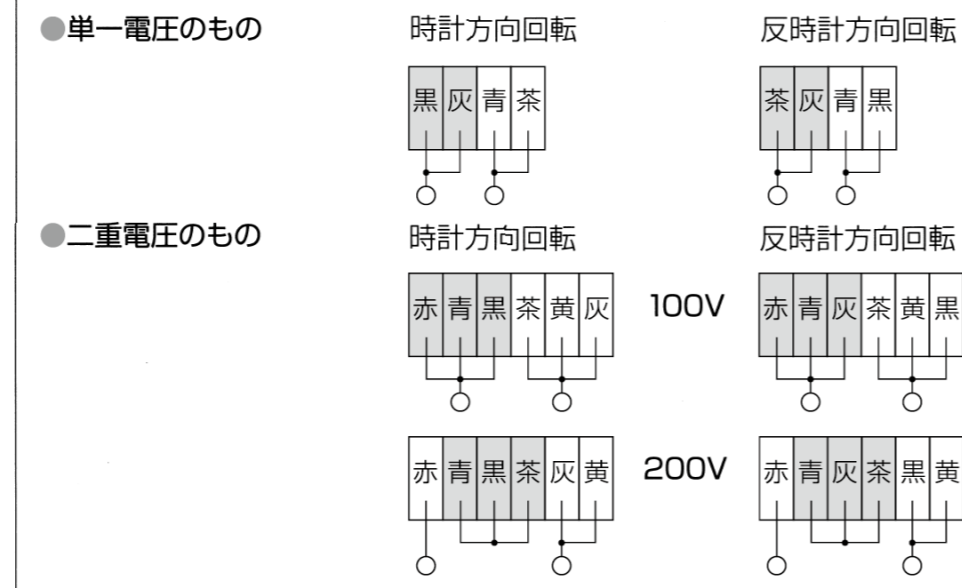 ●単一電圧のもの 時計方向回転 反時計方向回転
黒 灰 青 茶 茶 灰 青 黒
●二重電圧のもの 時計方向回転 反時計方向回転
赤 青 黒 茶 黄 灰 100V 赤 青 灰 茶 黄 黒
赤 青 黒 茶 灰 黄 200V 赤 青 灰 茶 黒 黄